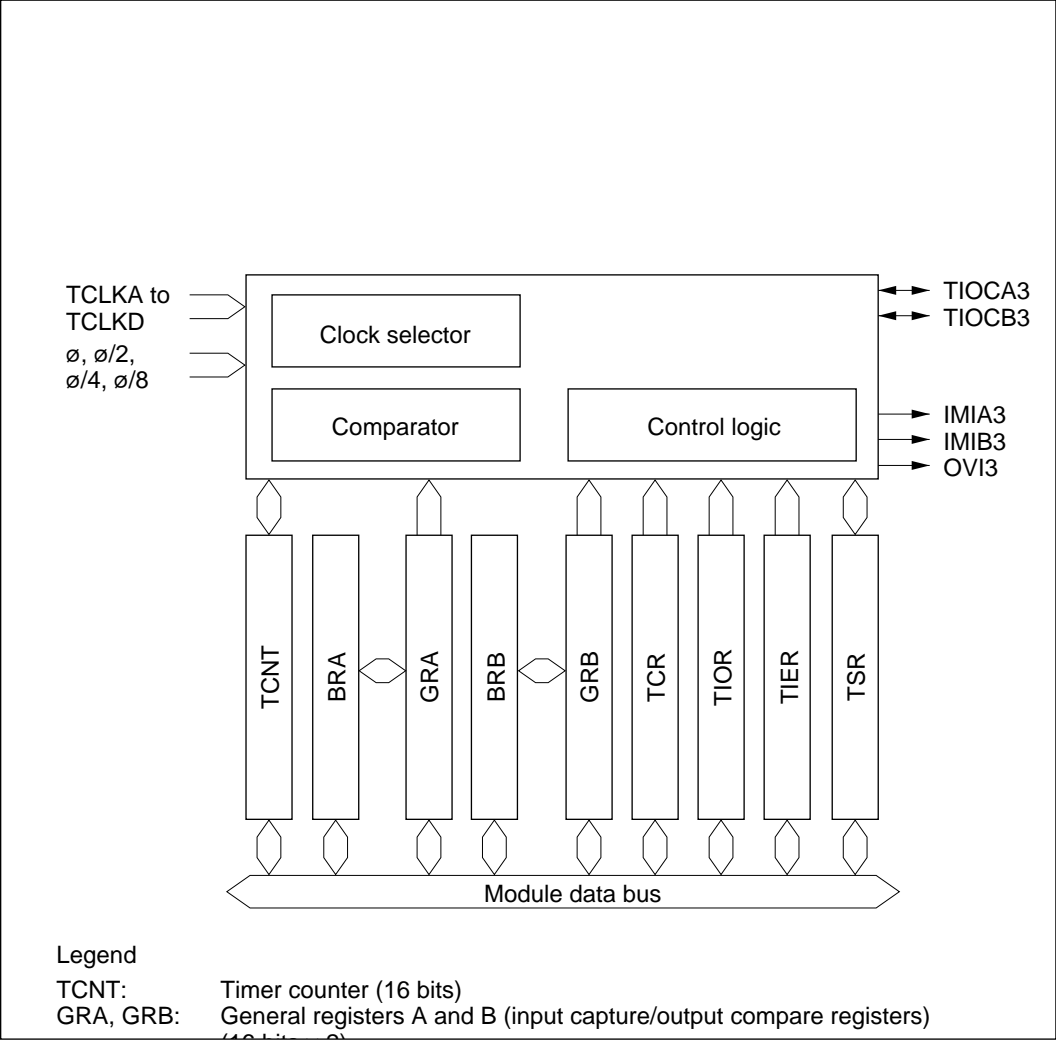 TCLKA to
TCLKD
ø, ø/2,
ø/4, ø/8
Clock selector
Comparator
Control logic
TIOCA3
TIOCB3
IMIA3
IMIB3
OVI3
TCNT
BRA
GRA
BRB
GRB
TCR
TIOR
TIER
TSR
Module data bus
Legend
TCNT: Timer counter (16 bits)
GRA, GRB: General registers A and B (input capture/output compare registers)